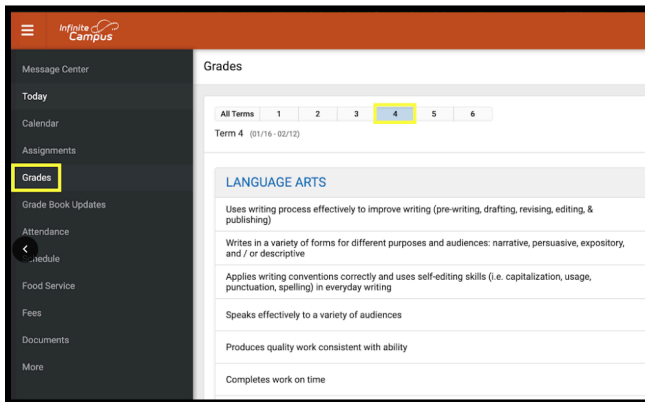 Infinite
Campus
Message Center
Today
Calendar
Assignments
Grades
Grade Book Updates
Attendance
Schedule
Food Service
Fees
Documents
More
Grades
All Terms 1 2 3 4 5 6
Term 4 (01/16 - 02/12)
LANGUAGE ARTS
Uses writing process effectively to improve writing (pre-writing, drafting, revising, editing, &
publishing)
Writes in a variety of forms for different purposes and audiences: narrative, persuasive, expository,
and / or descriptive
Applies writing conventions correctly and uses self-editing skills (i.e. capitalization, usage,
punctuation, spelling) in everyday writing
Speaks effectively to a variety of audiences
Produces quality work consistent with ability
Completes work on time